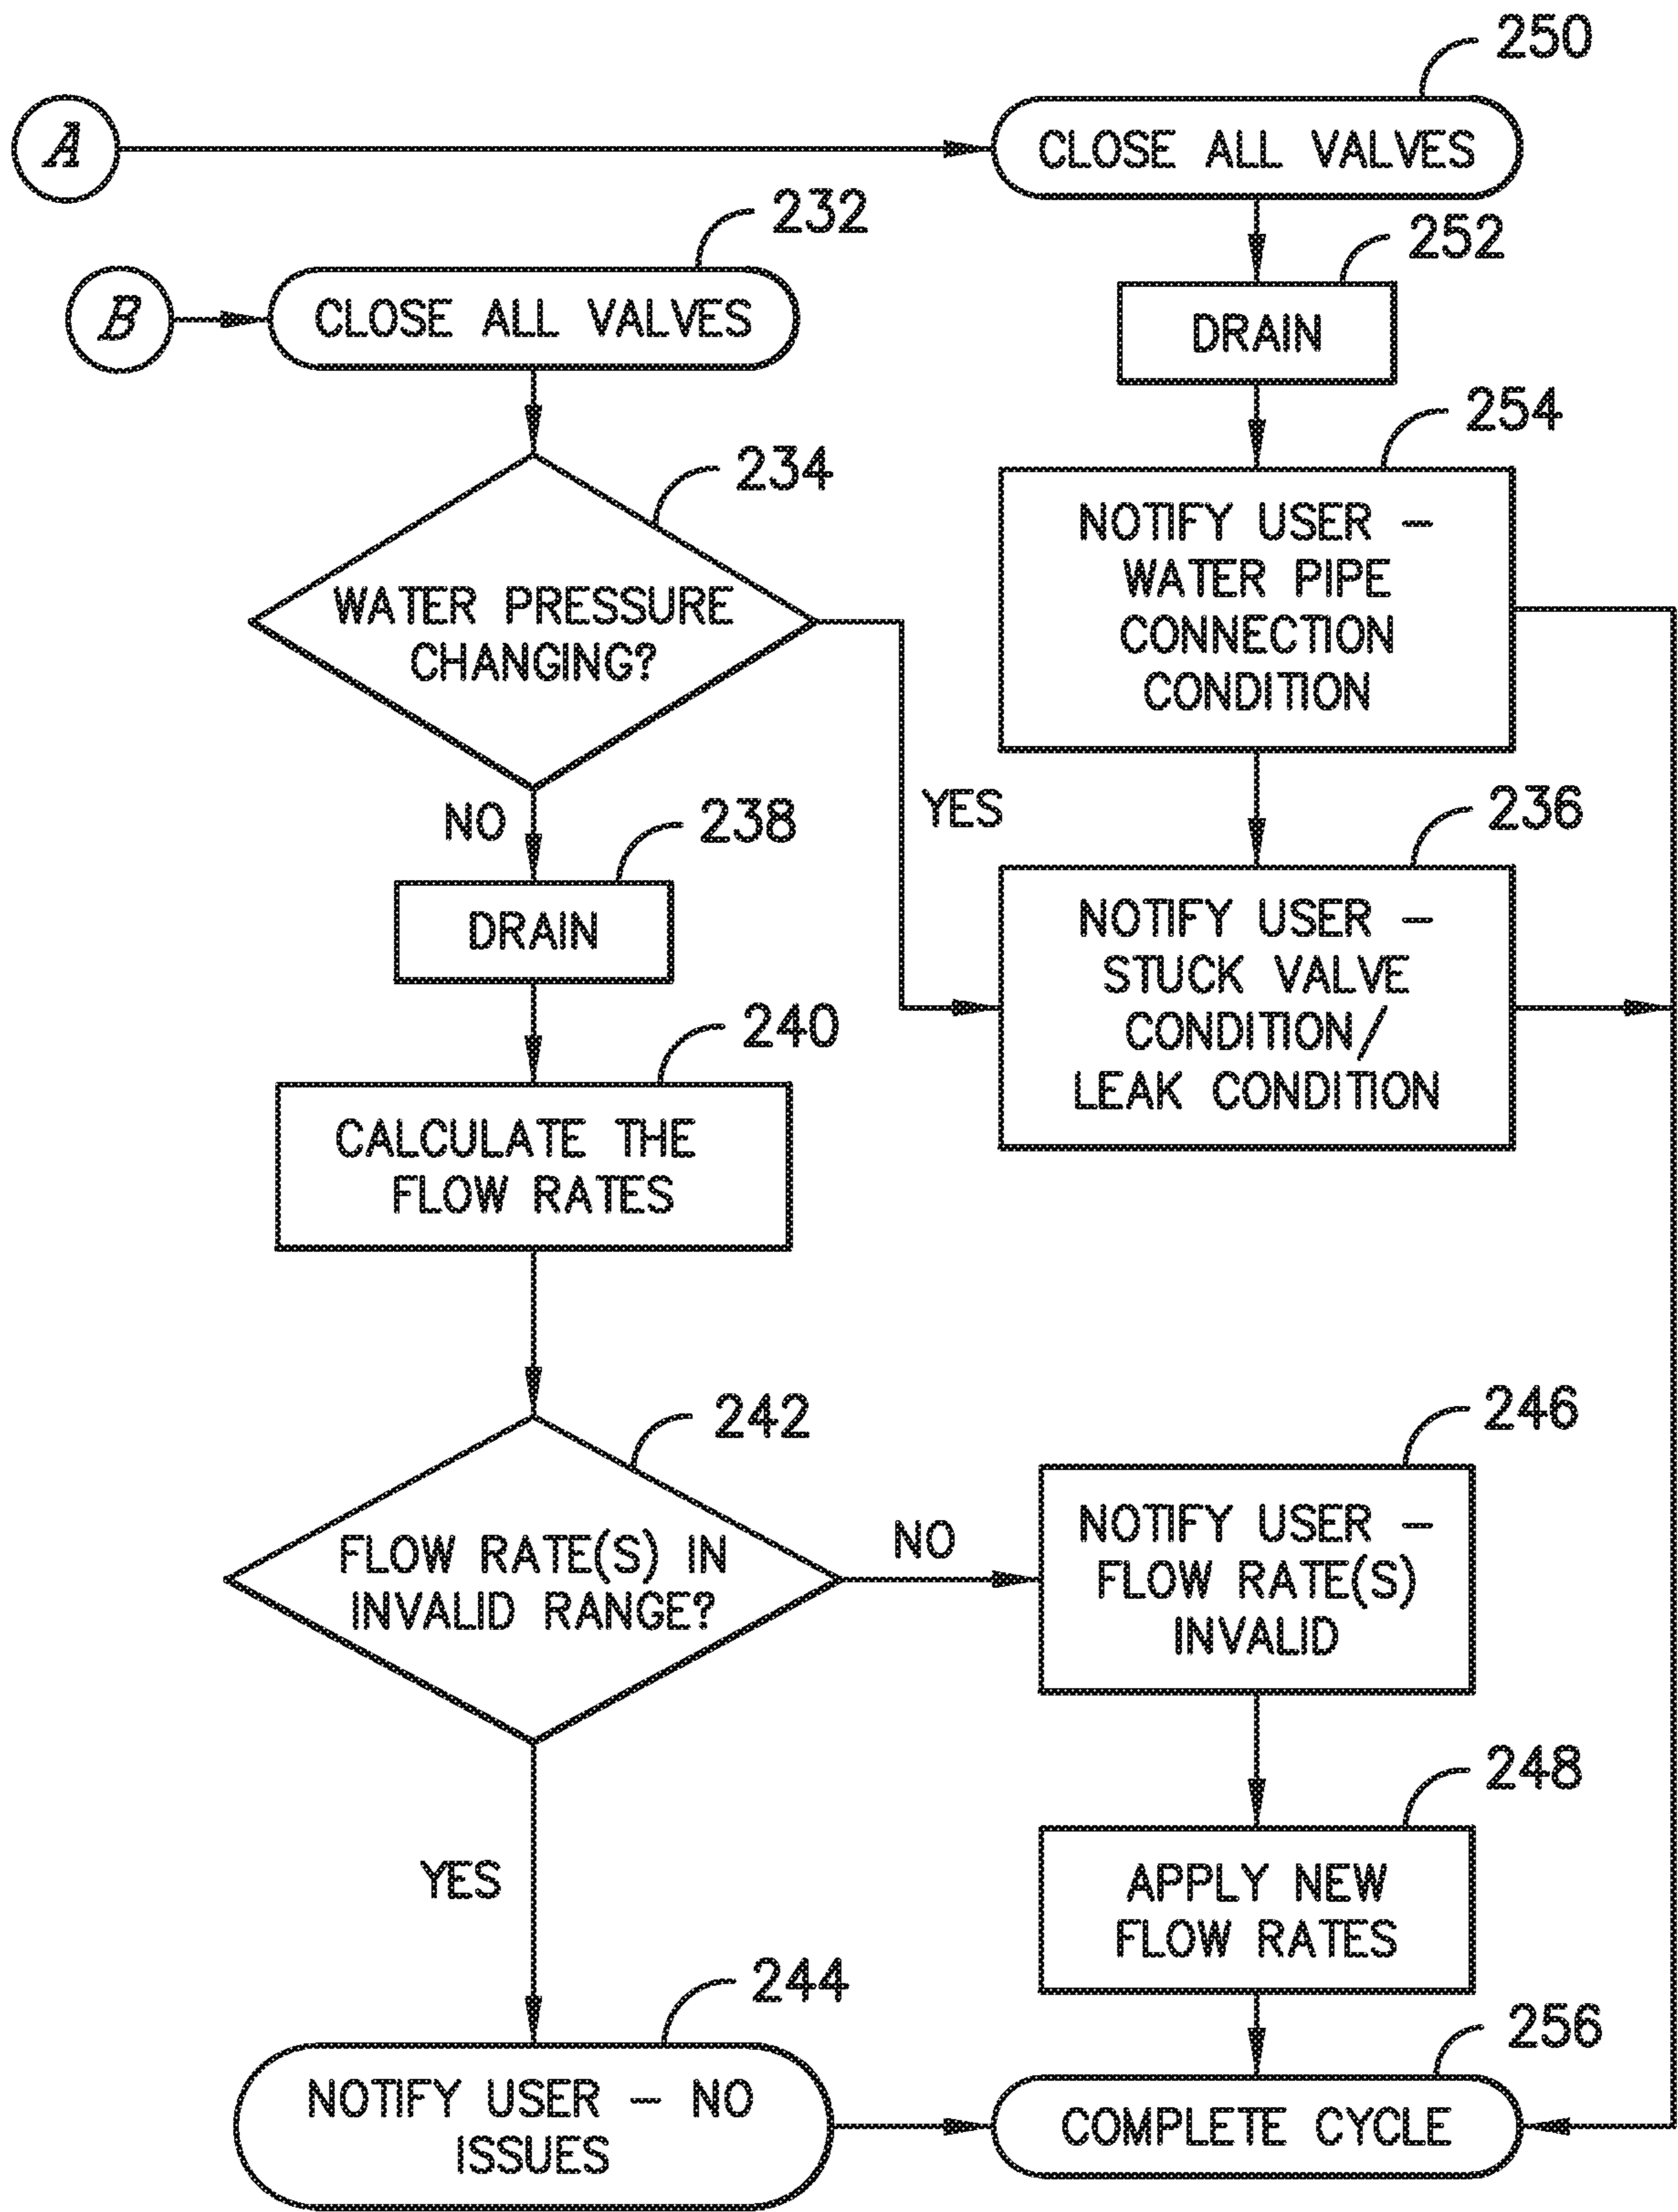 250
A
CLOSE ALL VALVES
232
252
B
CLOSE ALL VALVES
DRAIN
254
234
NOTIFY USER –
WATER PIPE
CONNECTION
CONDITION
WATER PRESSURE
CHANGING?
NO
238
YES
236
DRAIN
NOTIFY USER –
STUCK VALVE
CONDITION/
LEAK CONDITION
240
CALCULATE THE
FLOW RATES
242
246
FLOW RATE(S) IN
INVALID RANGE?
NO
NOTIFY USER –
FLOW RATE(S)
INVALID
248
YES
APPLY NEW
FLOW RATES
244
256
NOTIFY USER – NO
ISSUES
COMPLETE CYCLE